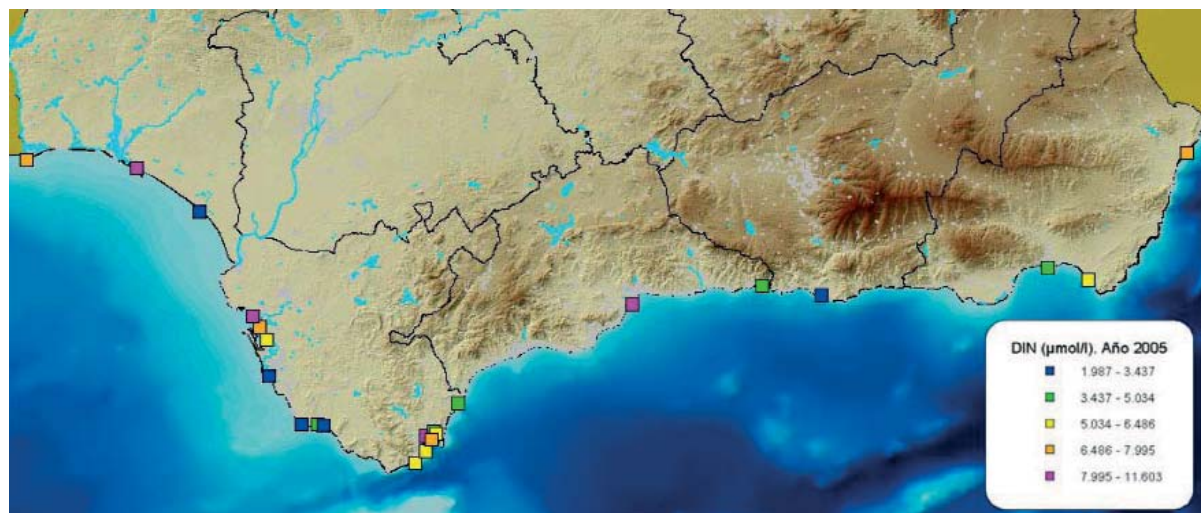 DIN (µmol/l). Año 2005
1.987 - 3.437
3.437 - 5.034
5.034 - 6.486
6.486 - 7.995
7.995 - 11.603